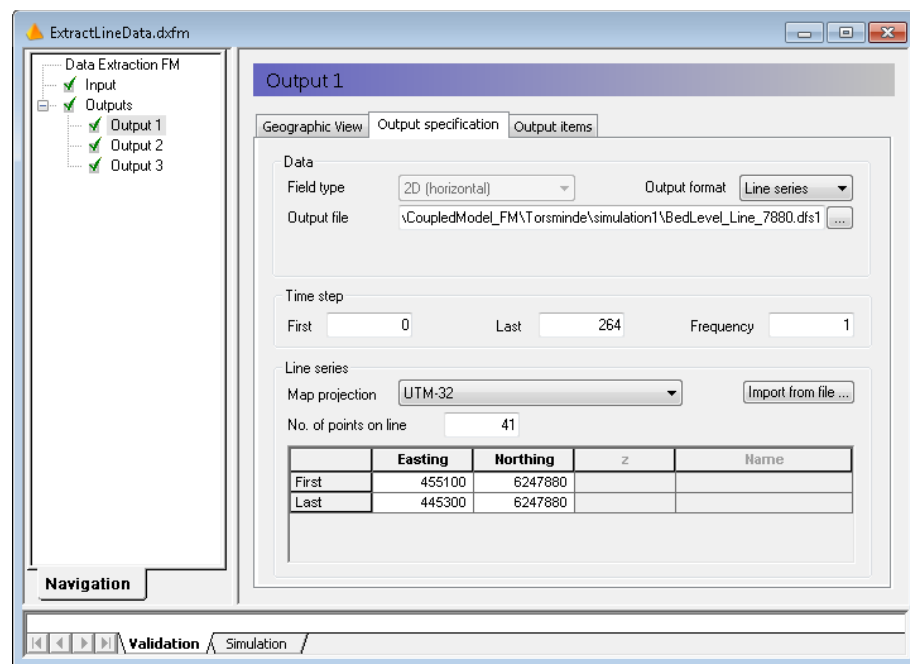 ExtractLineData.dxfm
Data Extraction FM
Input
Outputs
Output 1
Output 2
Output 3
Navigation
Output 1
Geographic View Output specification Output items
Data
Field type 2D (horizontal) Output format Line series
Output file \CoupledModel_FM\Torsminde\simulation1\BedLevel_Line_7880.dfs1 ...
Time step
First 0 Last 264 Frequency 1
Line series
Map projection UTM-32 Import from file ...
No. of points on line 41
Easting Northing z Name
First 455100 6247880
Last 445300 6247880
Validation Simulation